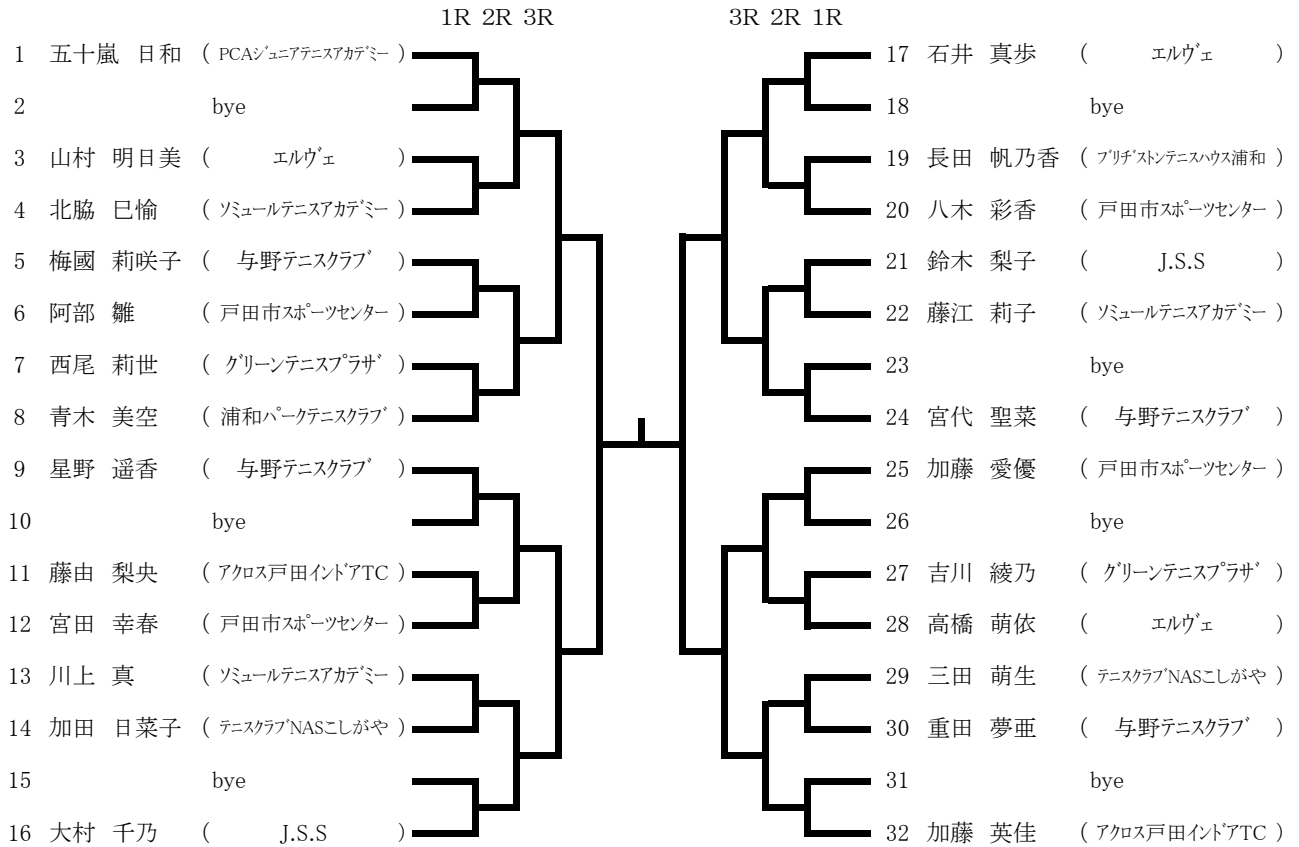 1R 2R 3R 3R 2R 1R
1 五十嵐 日和 ( PCAジュニアテニスアカデミー ) 17 石井 真歩 ( エルヴェ )
2 bye 18 bye
3 山村 明日美 ( エルヴェ ) 19 長田 帆乃香 ( ブリヂストンテニスハウス浦和 )
4 北脇 巳愉 ( ソミュールテニスアカデミー ) 20 八木 彩香 ( 戸田市スポーツセンター )
5 梅國 莉咲子 ( 与野テニスクラブ ) 21 鈴木 梨子 ( J.S.S )
6 阿部 雛 ( 戸田市スポーツセンター ) 22 藤江 莉子 ( ソミュールテニスアカデミー )
7 西尾 莉世 ( グリーンテニスプラザ ) 23 bye
8 青木 美空 ( 浦和パークテニスクラブ ) 24 宮代 聖菜 ( 与野テニスクラブ )
9 星野 遥香 ( 与野テニスクラブ ) 25 加藤 愛優 ( 戸田市スポーツセンター )
10 bye 26 bye
11 藤由 梨央 ( アクロス戸田インドアTC ) 27 吉川 綾乃 ( グリーンテニスプラザ )
12 宮田 幸春 ( 戸田市スポーツセンター ) 28 高橋 萌依 ( エルヴェ )
13 川上 真 ( ソミュールテニスアカデミー ) 29 三田 萌生 ( テニスクラブNASこしがや )
14 加田 日菜子 ( テニスクラブNASこしがや ) 30 重田 夢亜 ( 与野テニスクラブ )
15 bye 31 bye
16 大村 千乃 ( J.S.S ) 32 加藤 英佳 ( アクロス戸田インドアTC )